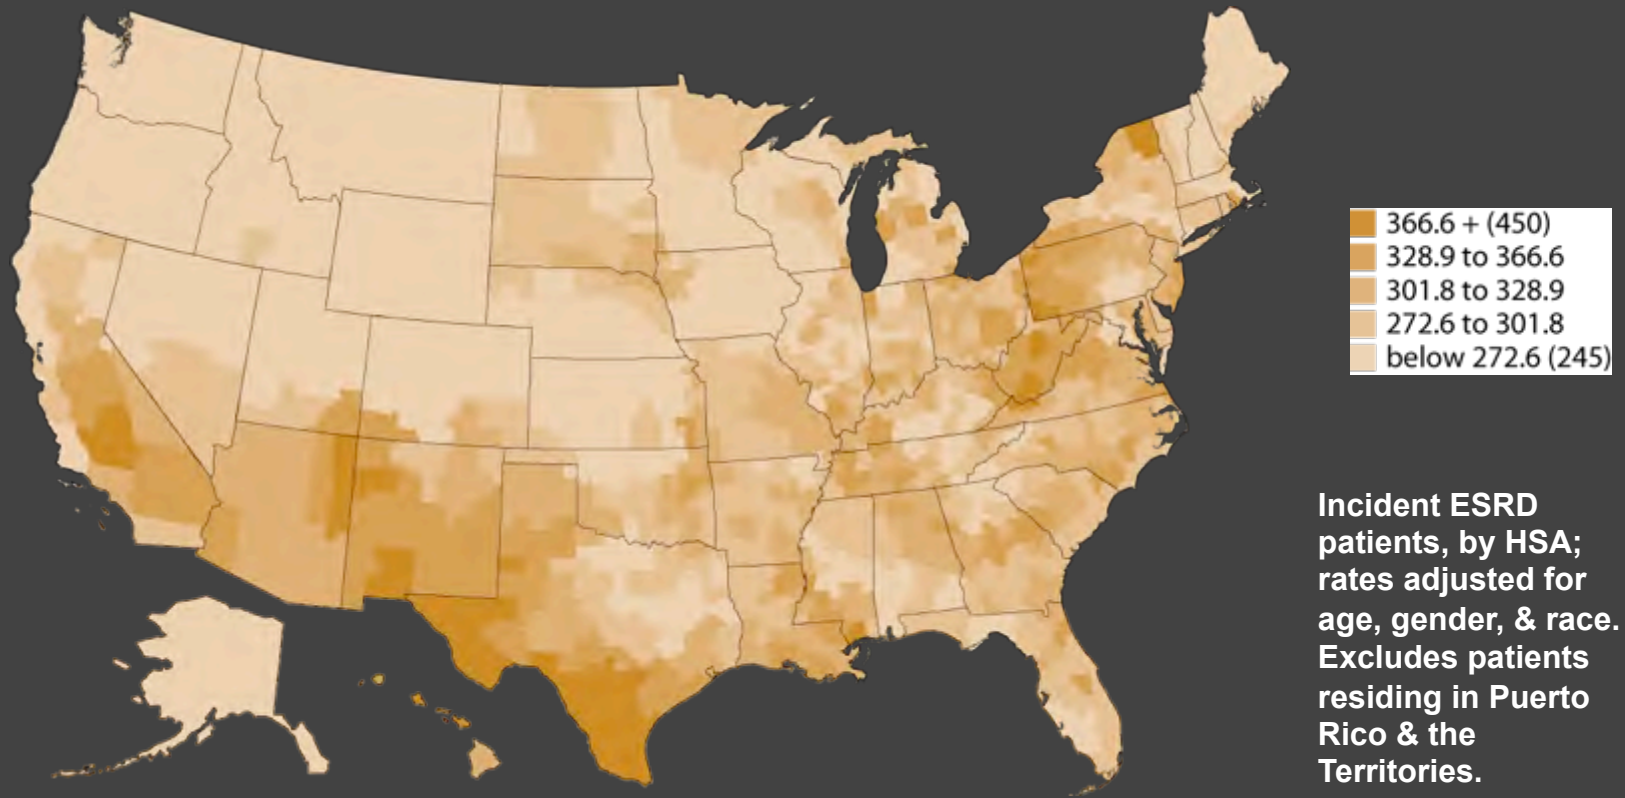 366.6 + (450)
328.9 to 366.6
301.8 to 328.9
272.6 to 301.8
below 272.6 (245)
Incident ESRD
patients, by HSA;
rates adjusted for
age, gender, & race.
Excludes patients
residing in Puerto
Rico & the
Territories.